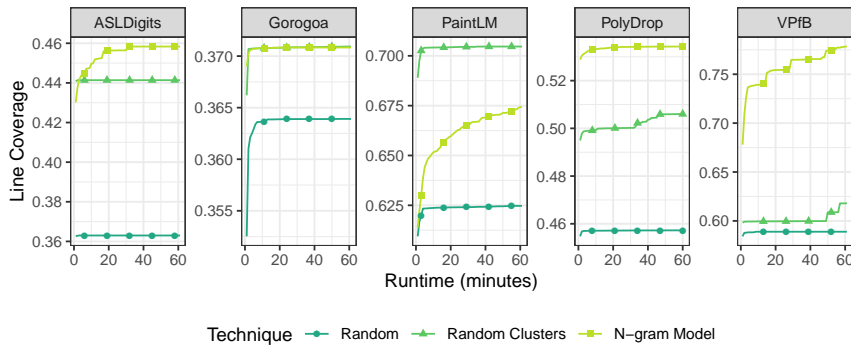 ASLDigits Gorogoa PaintLM PolyDrop VPfB
Line Coverage
0.46 0.44 0.42 0.40 0.38 0.36
0.370 0.364 0.360 0.355
0.700 0.675 0.650 0.625
0.52 0.50 0.48 0.46
0.75 0.70 0.65 0.60
0 20 40 60 0 20 40 60 0 20 40 60 0 20 40 60 0 20 40 60
Runtime (minutes)
Technique Random Random Clusters N-gram Model